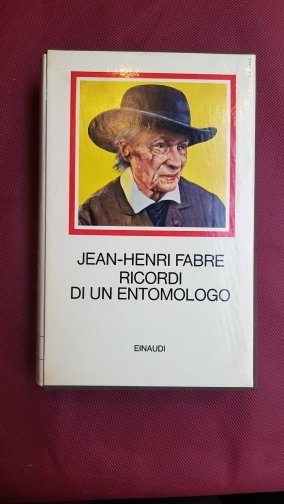 JEAN-HENRI FABRE
RICORDI
DI UN ENTOMOLOGO
EINAUDI